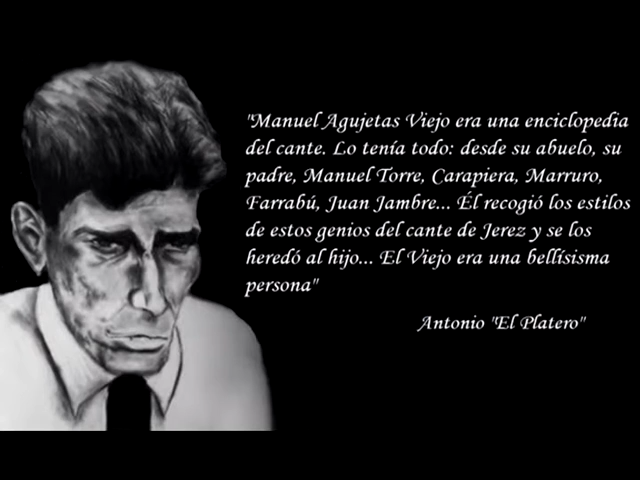 "Manuel Agujetas Viejo era una enciclopedia
del cante. Lo tenía todo: desde su abuelo, su
padre, Manuel Torre, Carapiera, Marruro,
Farrabú, Juan Jambre... Él recogió los estilos
de estos genios del cante de Jerez y se los
heredó al hijo... El Viejo era una bellísisma
persona"
Antonio "El Platero"